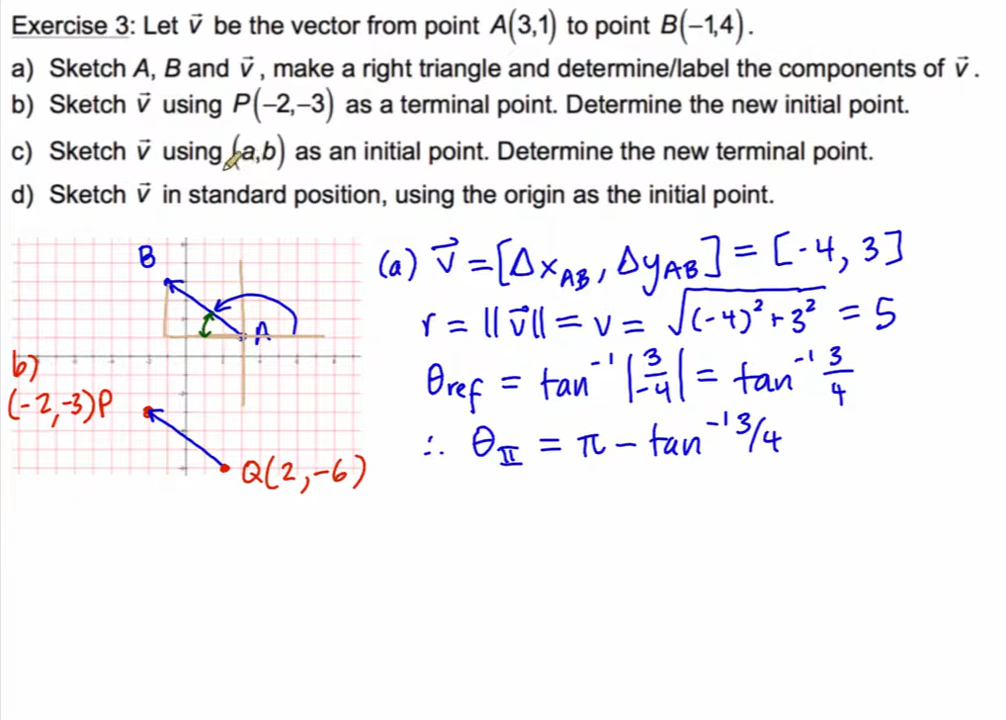 Exercise 3: Let v⃗ be the vector from point A(3,1) to point B(−1,4).
a) Sketch A, B and v⃗, make a right triangle and determine/label the components of v⃗.
b) Sketch v⃗ using P(−2,−3) as a terminal point. Determine the new initial point.
c) Sketch v⃗ using (a,b) as an initial point. Determine the new terminal point.
d) Sketch v⃗ in standard position, using the origin as the initial point.
B
A
b)
(-2,-3)P
Q(2,-6)
(a) v⃗ = [Δx_AB, Δy_AB] = [-4, 3]
r = ||v⃗|| = v = √((-4)² + 3²) = 5
θref = tan⁻¹ |3/-4| = tan⁻¹ 3/4
∴ θ_II = π − tan⁻¹ 3/4